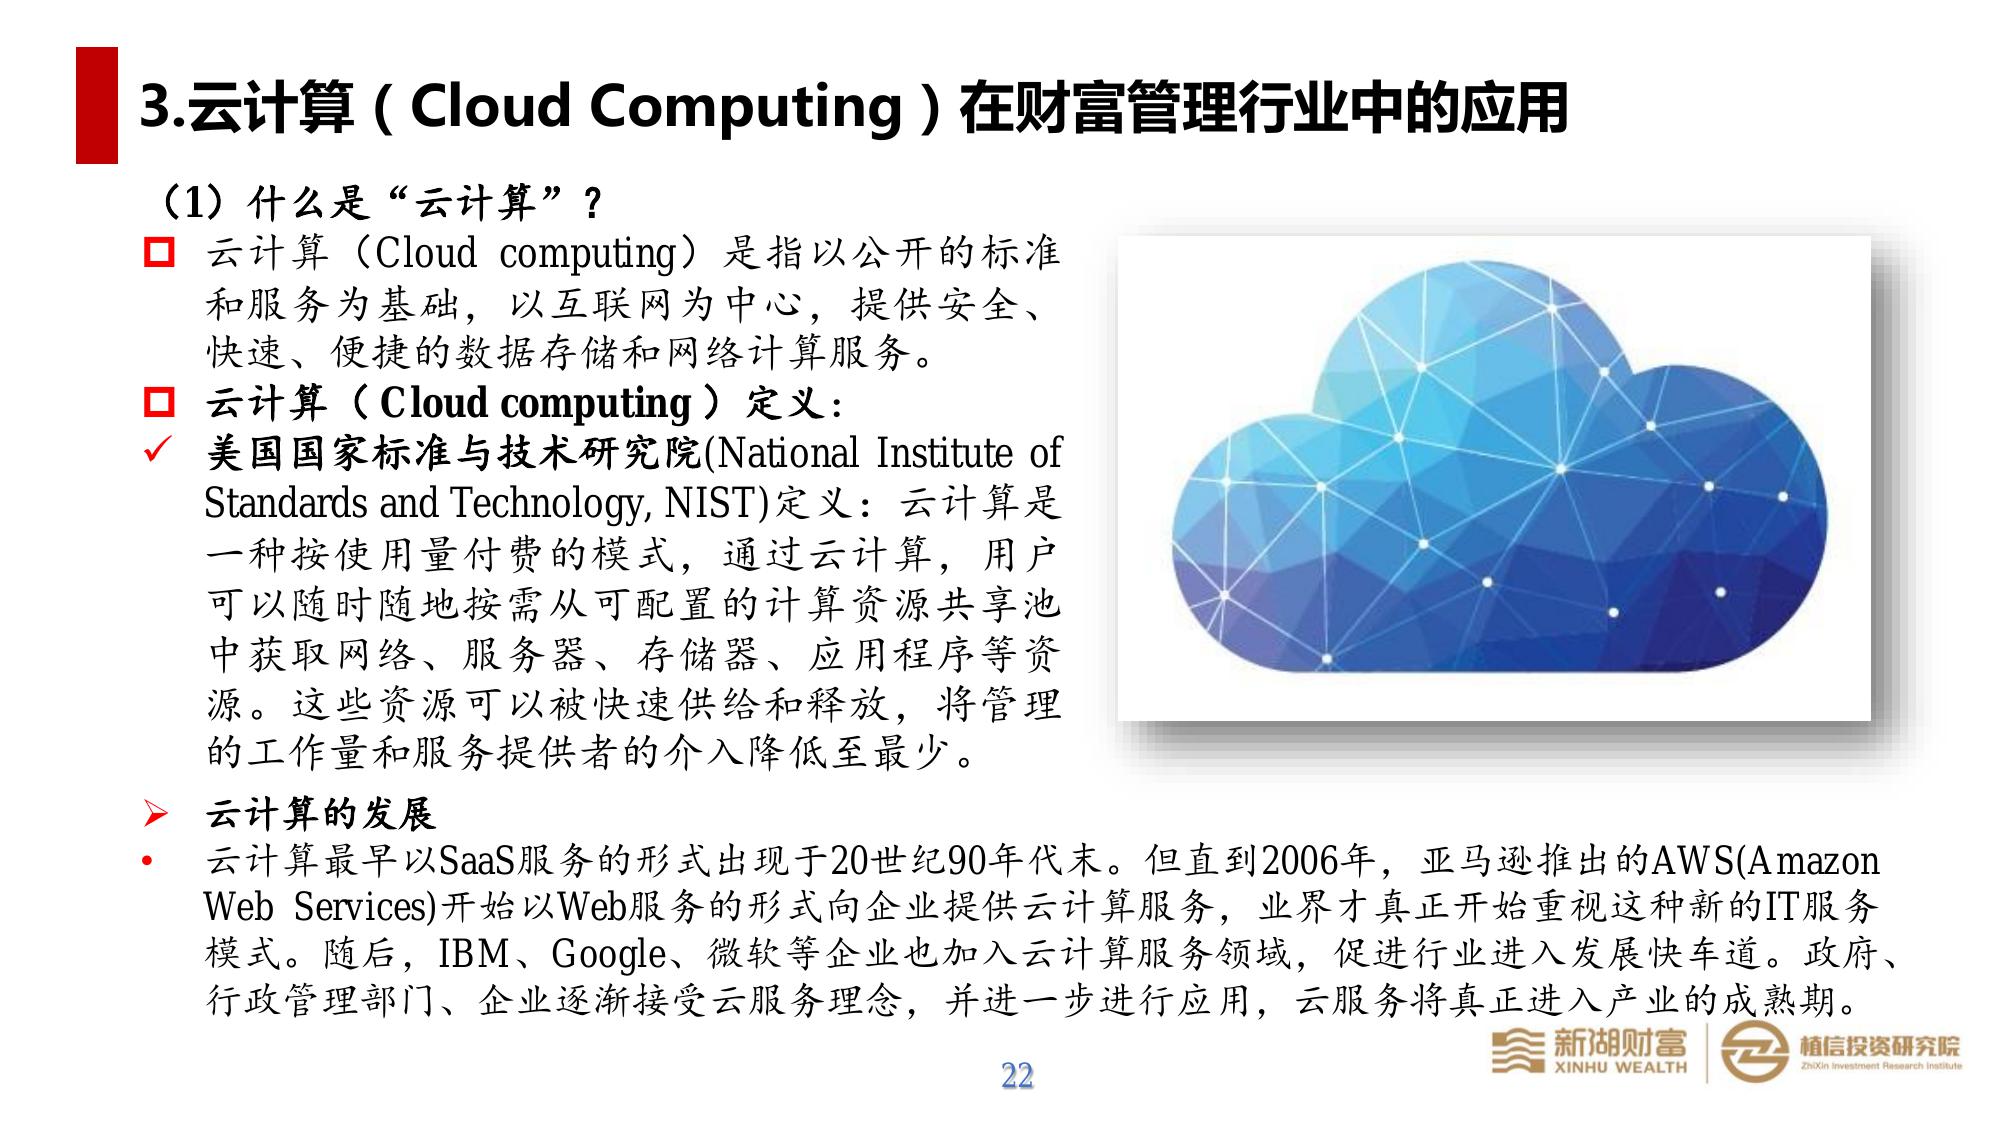 3.云计算（Cloud Computing）在财富管理行业中的应用
（1）什么是“云计算”？
云计算（Cloud computing）是指以公开的标准
和服务为基础，以互联网为中心，提供安全、
快速、便捷的数据存储和网络计算服务。
云计算（Cloud computing）定义：
美国国家标准与技术研究院(National Institute of
Standards and Technology, NIST)定义：云计算是
一种按使用量付费的模式，通过云计算，用户
可以随时随地按需从可配置的计算资源共享池
中获取网络、服务器、存储器、应用程序等资
源。这些资源可以被快速供给和释放，将管理
的工作量和服务提供者的介入降低至最少。
云计算的发展
云计算最早以SaaS服务的形式出现于20世纪90年代末。但直到2006年，亚马逊推出的AWS(Amazon
Web Services)开始以Web服务的形式向企业提供云计算服务，业界才真正开始重视这种新的IT服务
模式。随后，IBM、Google、微软等企业也加入云计算服务领域，促进行业进入发展快车道。政府、
行政管理部门、企业逐渐接受云服务理念，并进一步进行应用，云服务将真正进入产业的成熟期。
新湖财富
XINHU WEALTH
植信投资研究院
ZhiXin Investment Research Institute
22